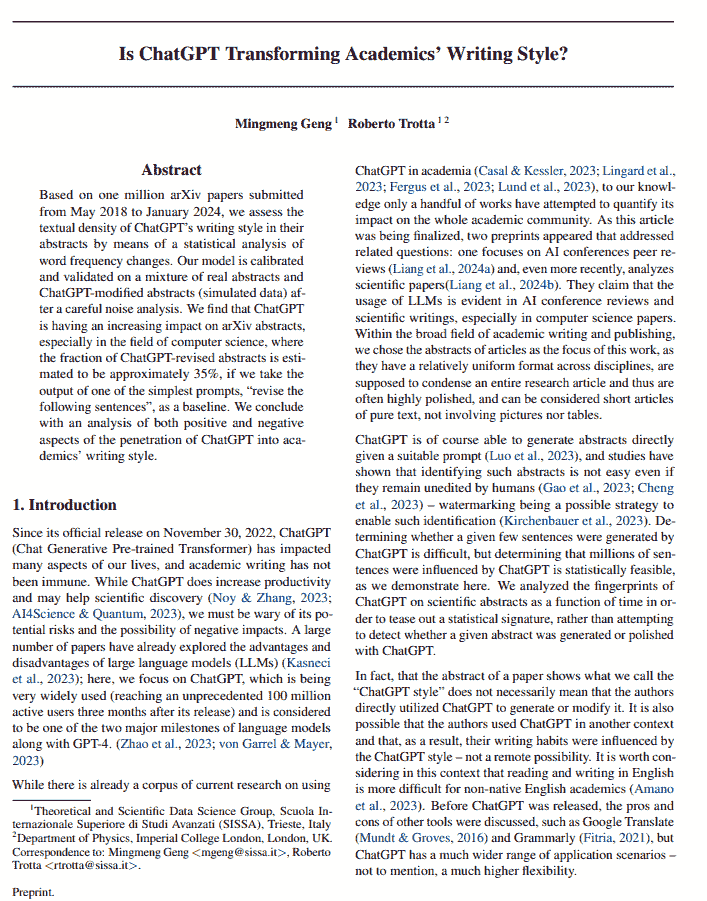 Is ChatGPT Transforming Academics' Writing Style?
Mingmeng Geng 1 Roberto Trotta 1 2
Abstract
Based on one million arXiv papers submitted
from May 2018 to January 2024, we assess the
textual density of ChatGPT's writing style in their
abstracts by means of a statistical analysis of
word frequency changes. Our model is calibrated
and validated on a mixture of real abstracts and
ChatGPT-modified abstracts (simulated data) af-
ter a careful noise analysis. We find that ChatGPT
is having an increasing impact on arXiv abstracts,
especially in the field of computer science, where
the fraction of ChatGPT-revised abstracts is esti-
mated to be approximately 35%, if we take the
output of one of the simplest prompts, "revise the
following sentences", as a baseline. We conclude
with an analysis of both positive and negative
aspects of the penetration of ChatGPT into aca-
demics' writing style.
1. Introduction
Since its official release on November 30, 2022, ChatGPT
(Chat Generative Pre-trained Transformer) has impacted
many aspects of our lives, and academic writing has not
been immune. While ChatGPT does increase productivity
and may help scientific discovery (Noy & Zhang, 2023;
AI4Science & Quantum, 2023), we must be wary of its po-
tential risks and the possibility of negative impacts. A large
number of papers have already explored the advantages and
disadvantages of large language models (LLMs) (Kasneci
et al., 2023); here, we focus on ChatGPT, which is being
very widely used (reaching an unprecedented 100 million
active users three months after its release) and is considered
to be one of the two major milestones of language models
along with GPT-4. (Zhao et al., 2023; von Garrel & Mayer,
2023)
While there is already a corpus of current research on using
1Theoretical and Scientific Data Science Group, Scuola In-
ternazionale Superiore di Studi Avanzati (SISSA), Trieste, Italy
2Department of Physics, Imperial College London, London, UK.
Correspondence to: Mingmeng Geng <mgeng@sissa.it>, Roberto
Trotta <rtrotta@sissa.it>.
Preprint.
ChatGPT in academia (Casal & Kessler, 2023; Lingard et al.,
2023; Fergus et al., 2023; Lund et al., 2023), to our knowl-
edge only a handful of works have attempted to quantify its
impact on the whole academic community. As this article
was being finalized, two preprints appeared that addressed
related questions: one focuses on AI conferences peer re-
views (Liang et al., 2024a) and, even more recently, analyzes
scientific papers(Liang et al., 2024b). They claim that the
usage of LLMs is evident in AI conference reviews and
scientific writings, especially in computer science papers.
Within the broad field of academic writing and publishing,
we chose the abstracts of articles as the focus of this work, as
they have a relatively uniform format across disciplines, are
supposed to condense an entire research article and thus are
often highly polished, and can be considered short articles
of pure text, not involving pictures nor tables.
ChatGPT is of course able to generate abstracts directly
given a suitable prompt (Luo et al., 2023), and studies have
shown that identifying such abstracts is not easy even if
they remain unedited by humans (Gao et al., 2023; Cheng
et al., 2023) – watermarking being a possible strategy to
enable such identification (Kirchenbauer et al., 2023). De-
termining whether a given few sentences were generated by
ChatGPT is difficult, but determining that millions of sen-
tences were influenced by ChatGPT is statistically feasible,
as we demonstrate here. We analyzed the fingerprints of
ChatGPT on scientific abstracts as a function of time in or-
der to tease out a statistical signature, rather than attempting
to detect whether a given abstract was generated or polished
with ChatGPT.
In fact, that the abstract of a paper shows what we call the
"ChatGPT style" does not necessarily mean that the authors
directly utilized ChatGPT to generate or modify it. It is also
possible that the authors used ChatGPT in another context
and that, as a result, their writing habits were influenced by
the ChatGPT style – not a remote possibility. It is worth con-
sidering in this context that reading and writing in English
is more difficult for non-native English academics (Amano
et al., 2023). Before ChatGPT was released, the pros and
cons of other tools were discussed, such as Google Translate
(Mundt & Groves, 2016) and Grammarly (Fitria, 2021), but
ChatGPT has a much wider range of application scenarios –
not to mention, a much higher flexibility.